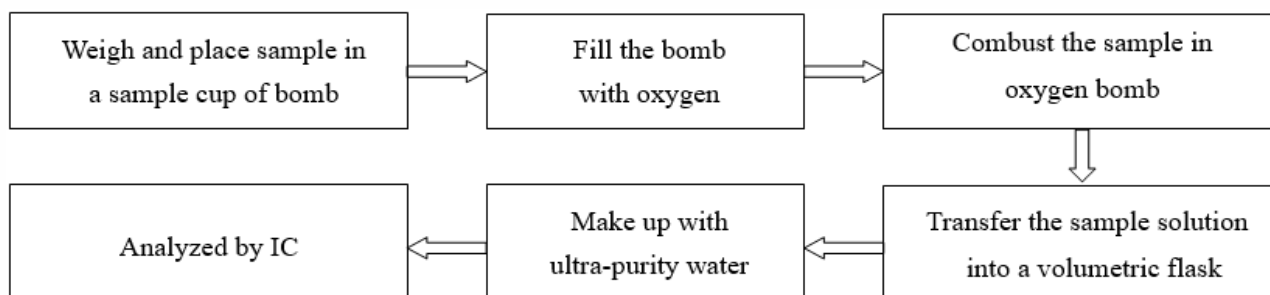 Weigh and place sample in
a sample cup of bomb
Fill the bomb
with oxygen
Combust the sample in
oxygen bomb
Transfer the sample solution
into a volumetric flask
Make up with
ultra-purity water
Analyzed by IC